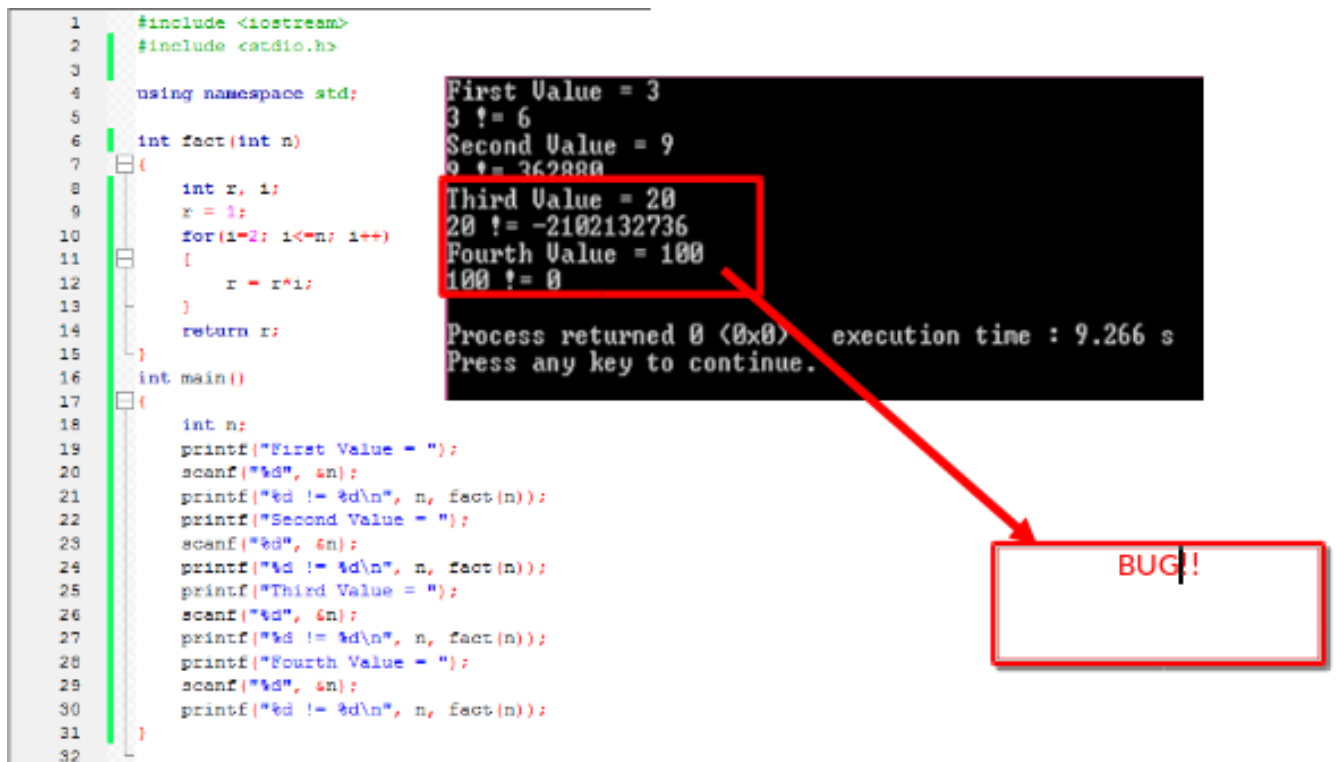 1 #include <iostream>
2 #include <stdio.h>
3
4 using namespace std;
5
6 int fact(int n)
7 {
8 int r, i;
9 r = 1;
10 for(i=2; i<=n; i++)
11 {
12 r = r*i;
13 }
14 return r;
15 }
16 int main()
17 {
18 int n;
19 printf("First Value = ");
20 scanf("%d", &n);
21 printf("%d != %d\n", n, fact(n));
22 printf("Second Value = ");
23 scanf("%d", &n);
24 printf("%d != %d\n", n, fact(n));
25 printf("Third Value = ");
26 scanf("%d", &n);
27 printf("%d != %d\n", n, fact(n));
28 printf("Fourth Value = ");
29 scanf("%d", &n);
30 printf("%d != %d\n", n, fact(n));
31 }
32
First Value = 3
3 != 6
Second Value = 9
9 != 362880
Third Value = 20
20 != -2102132736
Fourth Value = 100
100 != 0
Process returned 0 (0x0) execution time : 9.266 s
Press any key to continue.
BUG!!